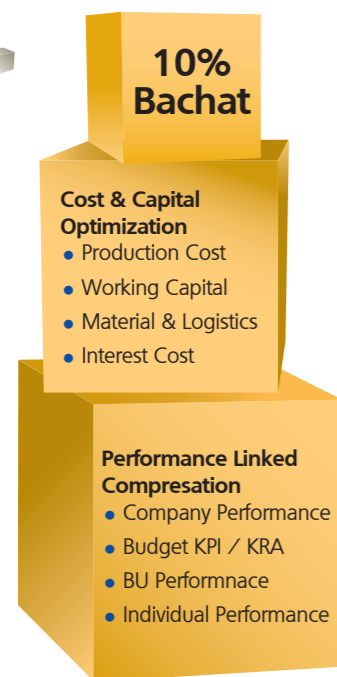 10%
Bachat
Cost & Capital
Optimization
• Production Cost
• Working Capital
• Material & Logistics
• Interest Cost
Performance Linked
Compresation
• Company Performance
• Budget KPI / KRA
• BU Performnace
• Individual Performance